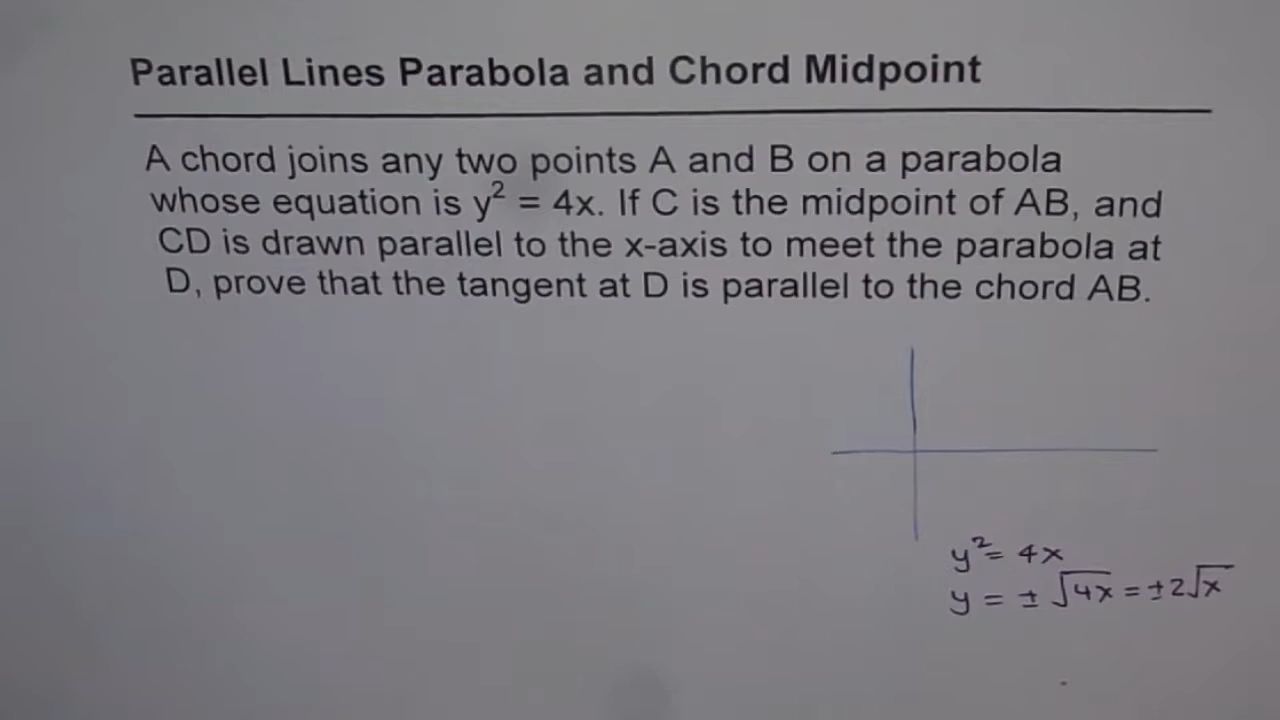 Parallel Lines Parabola and Chord Midpoint
A chord joins any two points A and B on a parabola
whose equation is y² = 4x. If C is the midpoint of AB, and
CD is drawn parallel to the x-axis to meet the parabola at
D, prove that the tangent at D is parallel to the chord AB.
y² = 4x
y = ± √4x = ±2√x